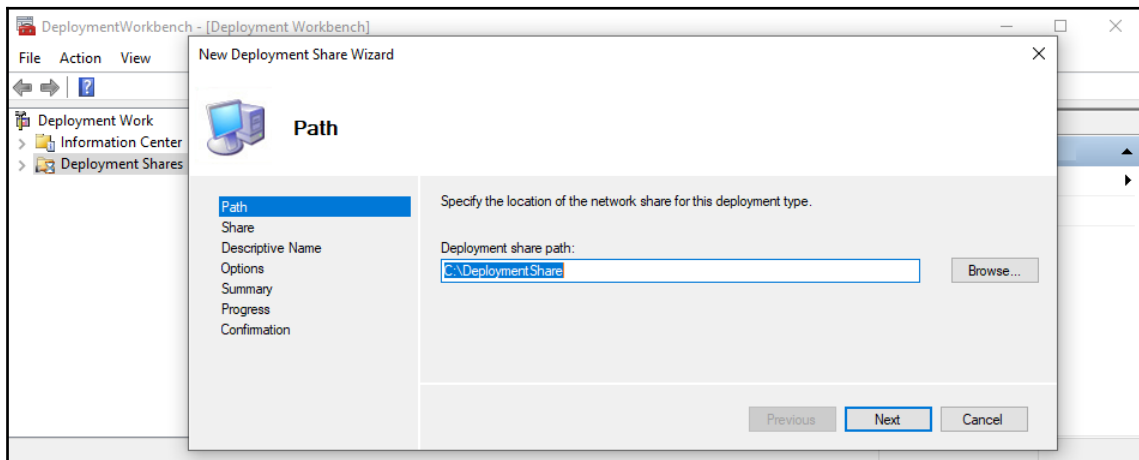 DeploymentWorkbench - [Deployment Workbench]
File Action View
New Deployment Share Wizard
Deployment Work
Information Center
Deployment Shares
Path
Path
Share
Descriptive Name
Options
Summary
Progress
Confirmation
Specify the location of the network share for this deployment type.
Deployment share path:
C:\DeploymentShare
Browse...
Previous
Next
Cancel